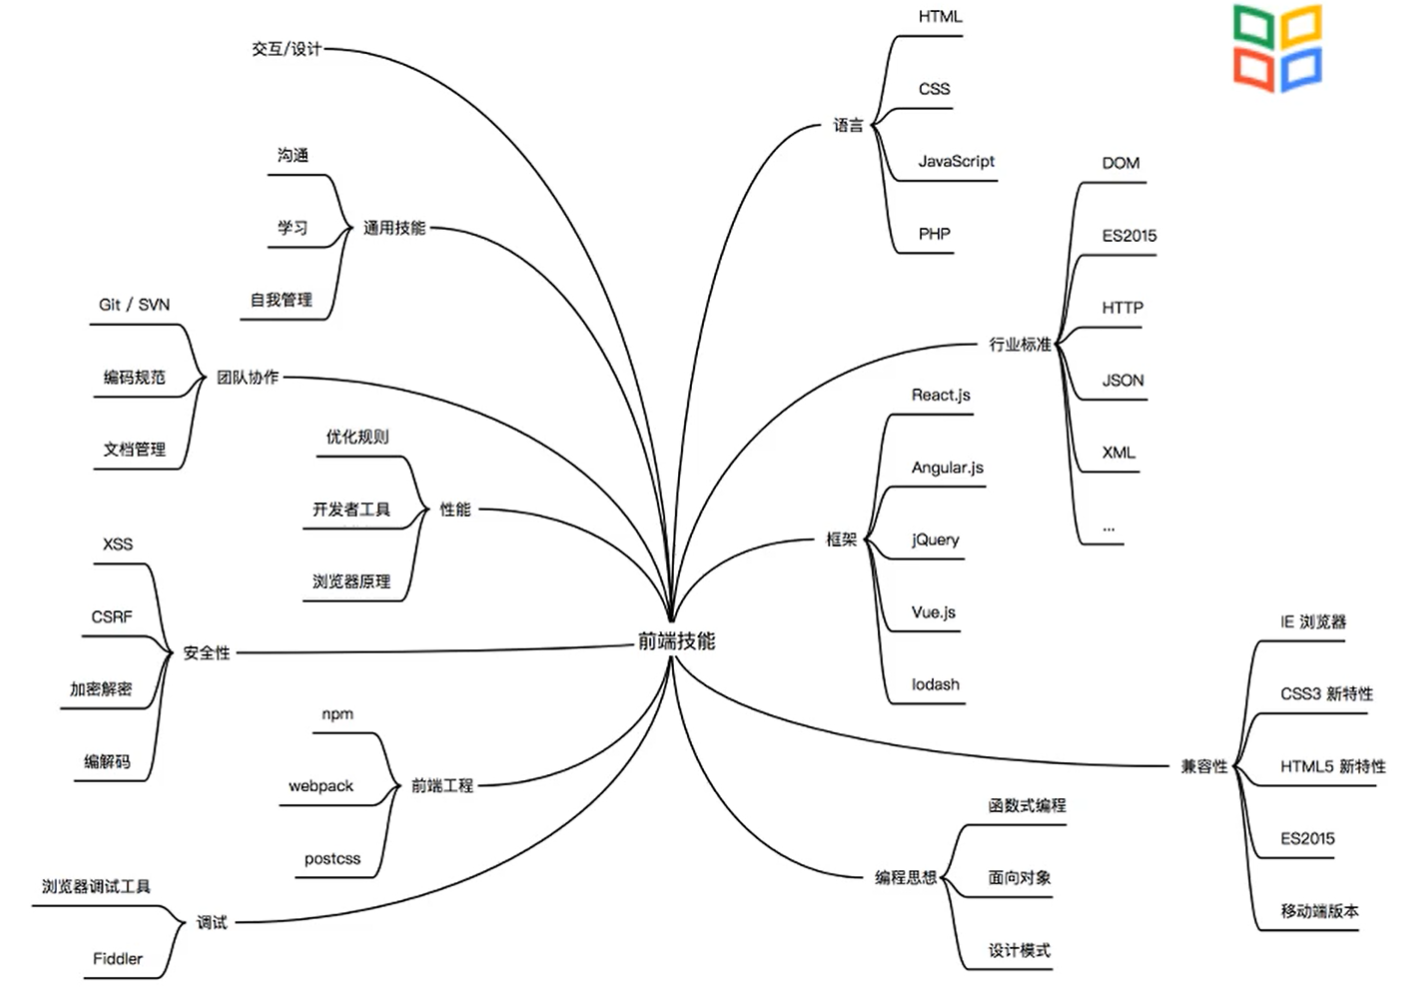 交互/设计
沟通
学习
自我管理
通用技能
Git / SVN
编码规范
文档管理
团队协作
优化规则
开发者工具
浏览器原理
性能
XSS
CSRF
加密解密
编解码
安全性
npm
webpack
postcss
前端工程
浏览器调试工具
Fiddler
调试
前端技能
语言
HTML
CSS
JavaScript
PHP
行业标准
DOM
ES2015
HTTP
JSON
XML
...
框架
React.js
Angular.js
jQuery
Vue.js
lodash
兼容性
IE 浏览器
CSS3 新特性
HTML5 新特性
ES2015
移动端版本
编程思想
函数式编程
面向对象
设计模式